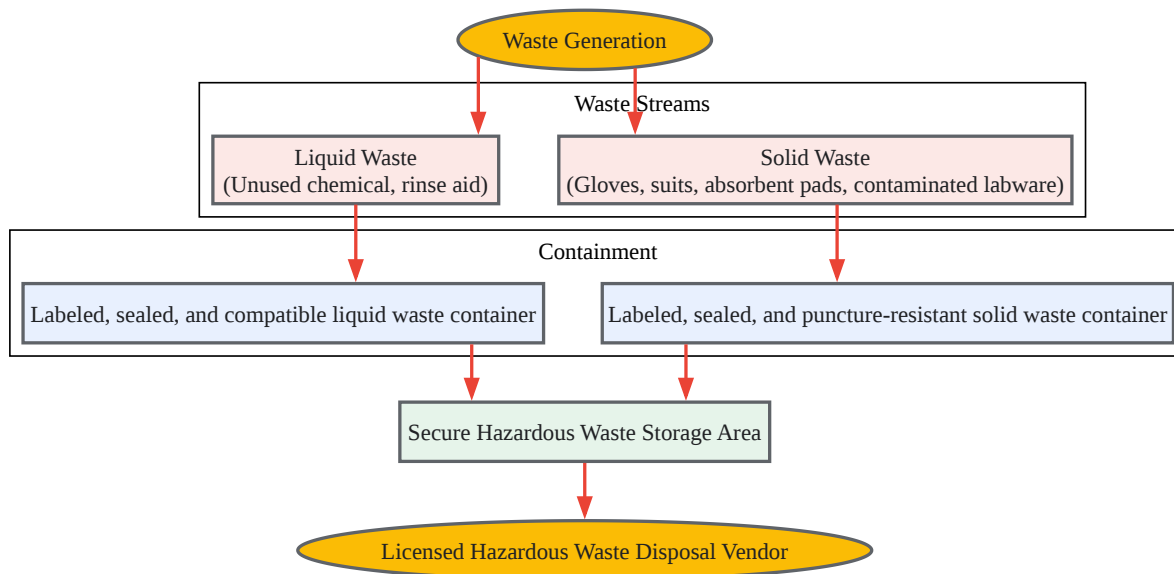 Waste Generation
Waste Streams
Liquid Waste
(Unused chemical, rinse aid)
Solid Waste
(Gloves, suits, absorbent pads, contaminated labware)
Containment
Labeled, sealed, and compatible liquid waste container
Labeled, sealed, and puncture-resistant solid waste container
Secure Hazardous Waste Storage Area
Licensed Hazardous Waste Disposal Vendor